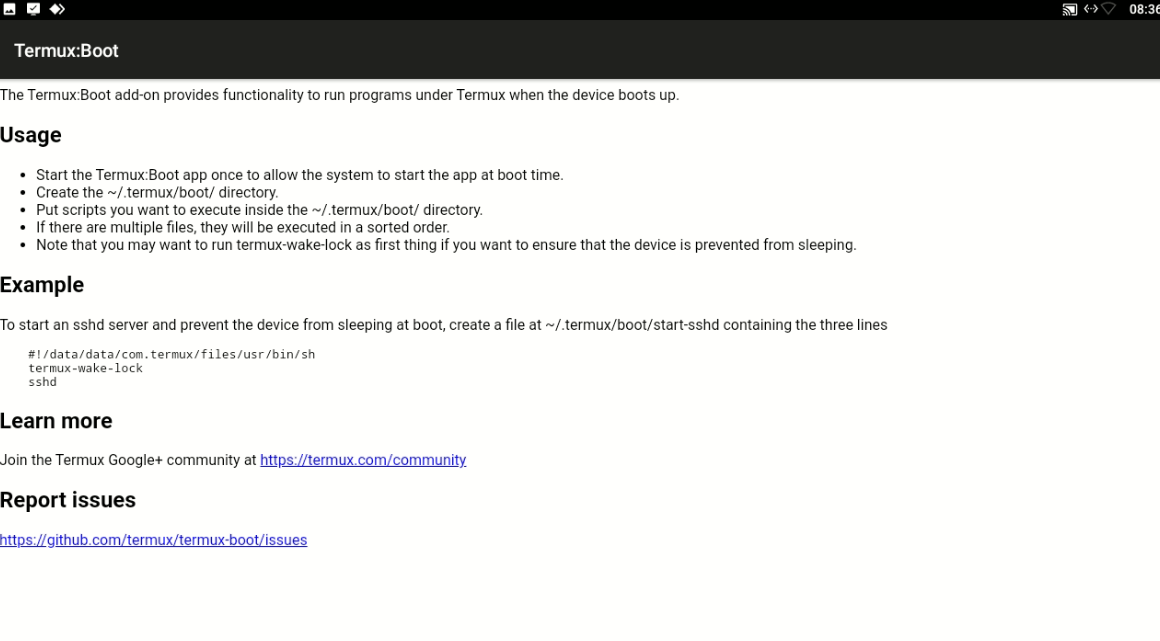 08:36
Termux:Boot
The Termux:Boot add-on provides functionality to run programs under Termux when the device boots up.
Usage
• Start the Termux:Boot app once to allow the system to start the app at boot time.
• Create the ~/.termux/boot/ directory.
• Put scripts you want to execute inside the ~/.termux/boot/ directory.
• If there are multiple files, they will be executed in a sorted order.
• Note that you may want to run termux-wake-lock as first thing if you want to ensure that the device is prevented from sleeping.
Example
To start an sshd server and prevent the device from sleeping at boot, create a file at ~/.termux/boot/start-sshd containing the three lines
#!/data/data/com.termux/files/usr/bin/sh
termux-wake-lock
sshd
Learn more
Join the Termux Google+ community at https://termux.com/community
Report issues
https://github.com/termux/termux-boot/issues